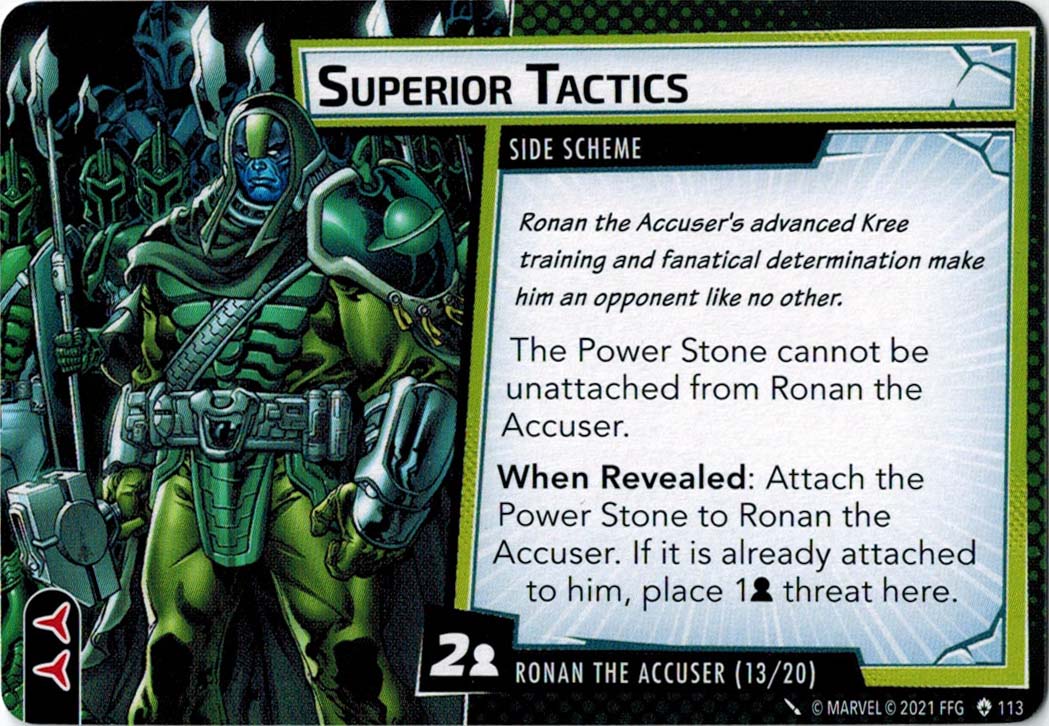 SUPERIOR TACTICS
SIDE SCHEME
Ronan the Accuser's advanced Kree
training and fanatical determination make
him an opponent like no other.
The Power Stone cannot be
unattached from Ronan the
Accuser.
When Revealed: Attach the
Power Stone to Ronan the
Accuser. If it is already attached
to him, place 1 threat here.
2
RONAN THE ACCUSER (13/20)
© MARVEL © 2021 FFG 113